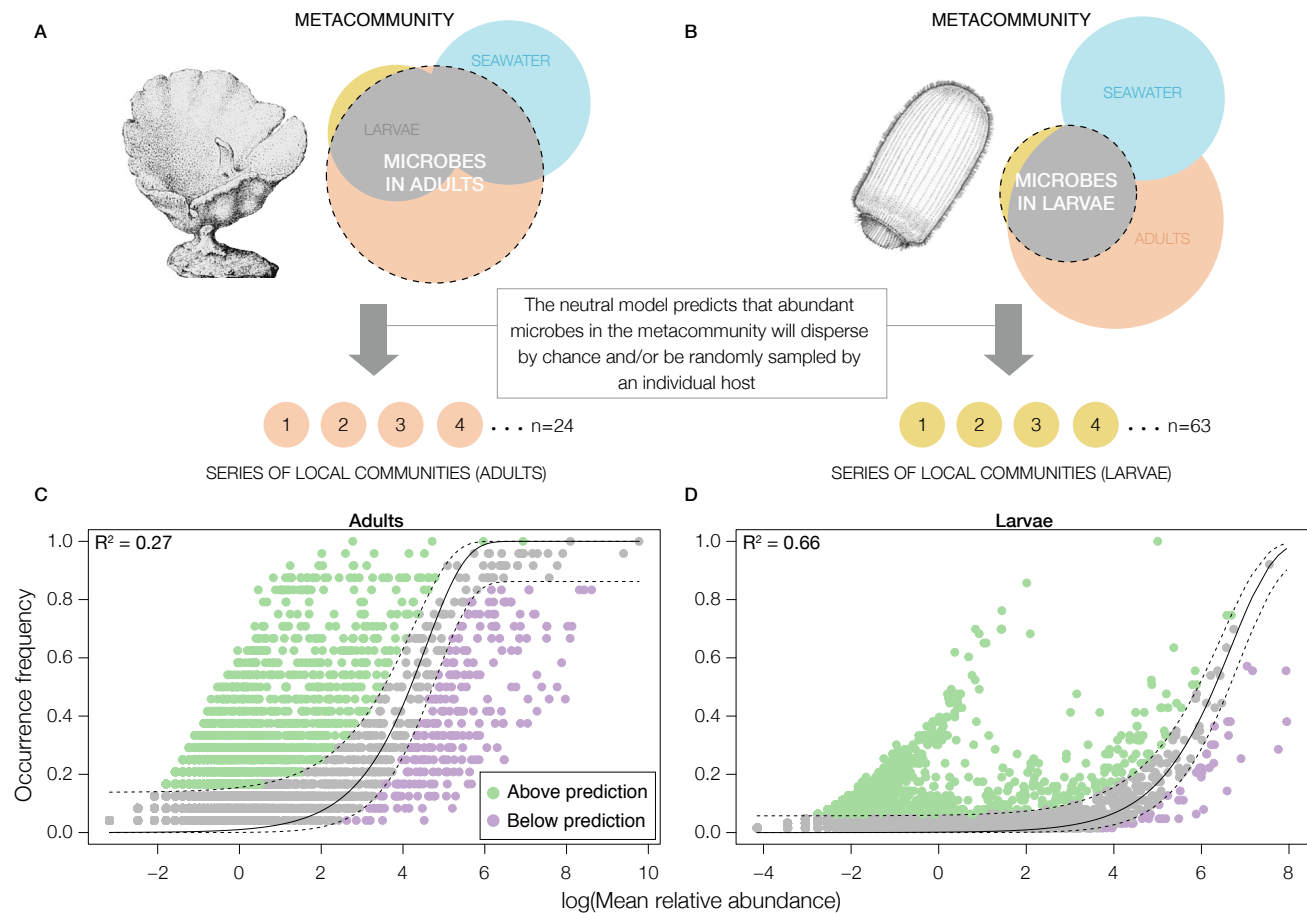 A
METACOMMUNITY
SEAWATER
LARVAE
MICROBES
IN ADULTS
B
METACOMMUNITY
SEAWATER
MICROBES
IN LARVAE
ADULTS
The neutral model predicts that abundant
microbes in the metacommunity will disperse
by chance and/or be randomly sampled by
an individual host
1 2 3 4 • • • n=24
SERIES OF LOCAL COMMUNITIES (ADULTS)
1 2 3 4 • • • n=63
SERIES OF LOCAL COMMUNITIES (LARVAE)
C
Adults
R² = 0.27
Occurrence frequency
1.0
0.8
0.6
0.4
0.2
0.0
−2 0 2 4 6 8 10
Above prediction
Below prediction
D
Larvae
R² = 0.66
1.0
0.8
0.6
0.4
0.2
0.0
−4 −2 0 2 4 6 8
log(Mean relative abundance)